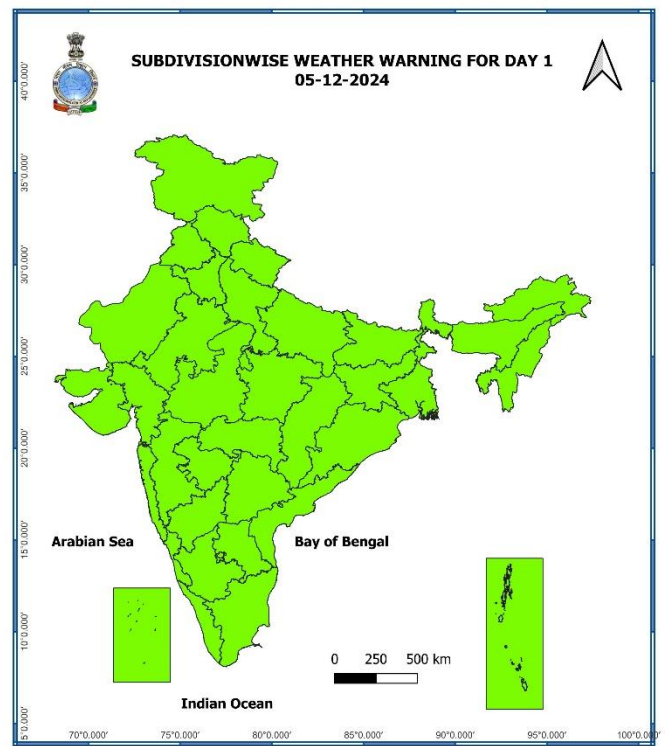 SUBDIVISIONWISE WEATHER WARNING FOR DAY 1
05-12-2024
40°0.000'
35°0.000'
30°0.000'
25°0.000'
20°0.000'
15°0.000'
10°0.000'
5°0.000'
Arabian Sea
Bay of Bengal
0 250 500 km
Indian Ocean
70°0.000' 75°0.000' 80°0.000' 85°0.000' 90°0.000' 95°0.000' 100°0.000'